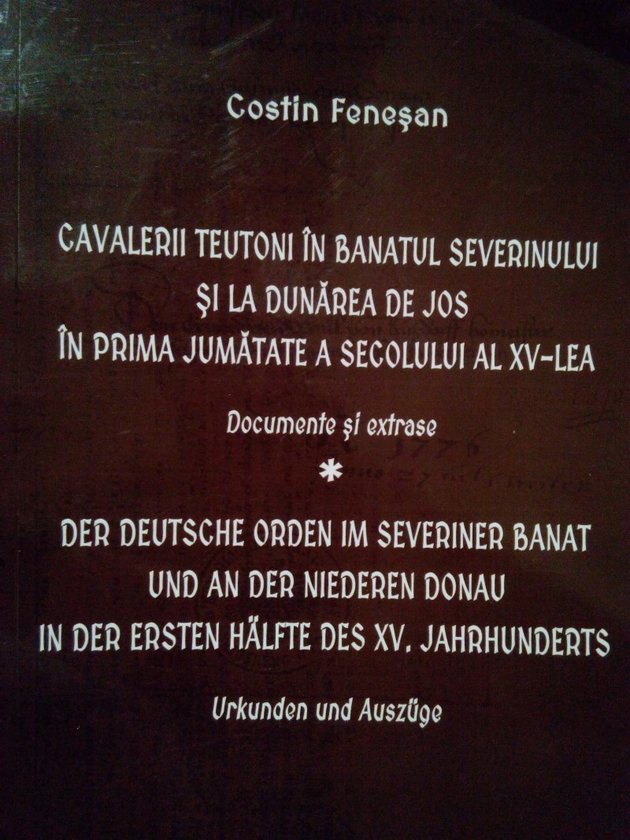 Costin Feneşan
CAVALERII TEUTONI ÎN BANATUL SEVERINULUI
ŞI LA DUNĂREA DE JOS
ÎN PRIMA JUMĂTATE A SECOLULUI AL XV-LEA
Documente şi extrase
*
DER DEUTSCHE ORDEN IM SEVERINER BANAT
UND AN DER NIEDEREN DONAU
IN DER ERSTEN HÄLFTE DES XV. JAHRHUNDERTS
Urkunden und Auszüge